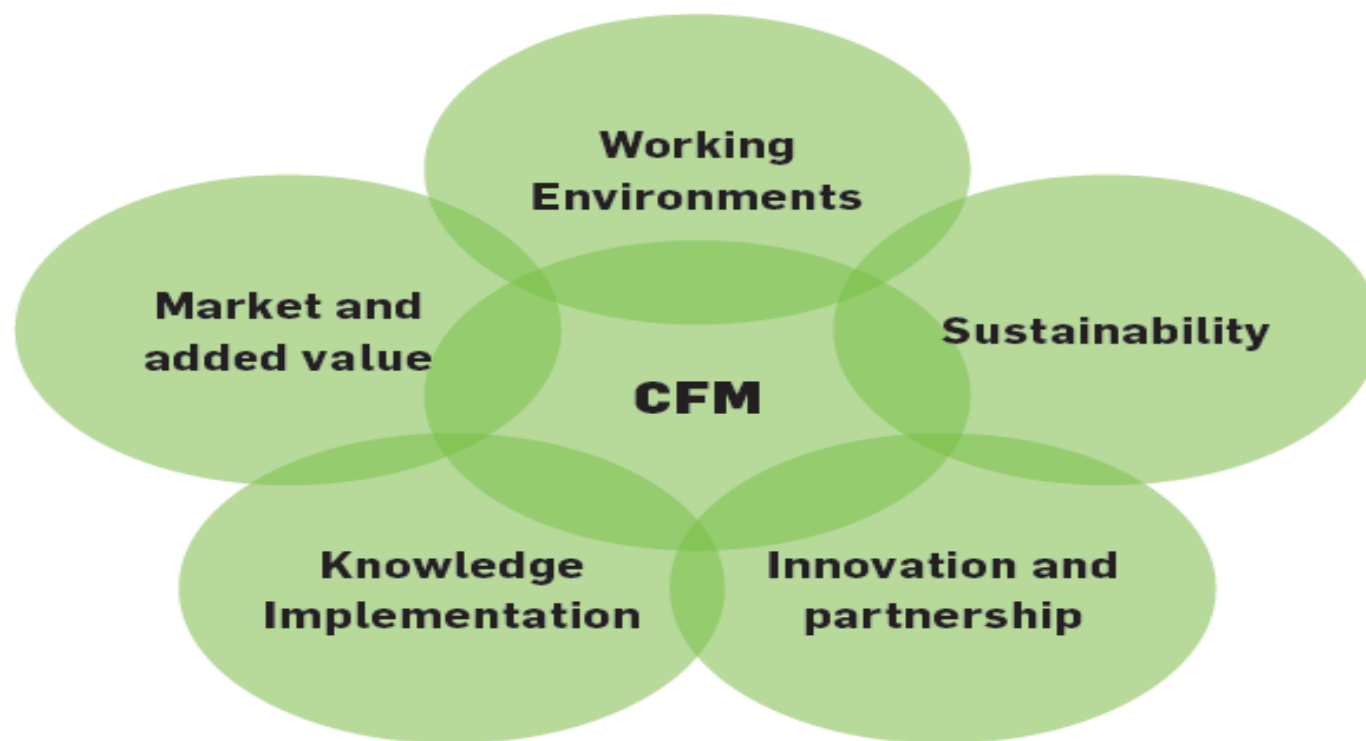 Working
Environments
Market and
added value
Sustainability
CFM
Knowledge
Implementation
Innovation and
partnership